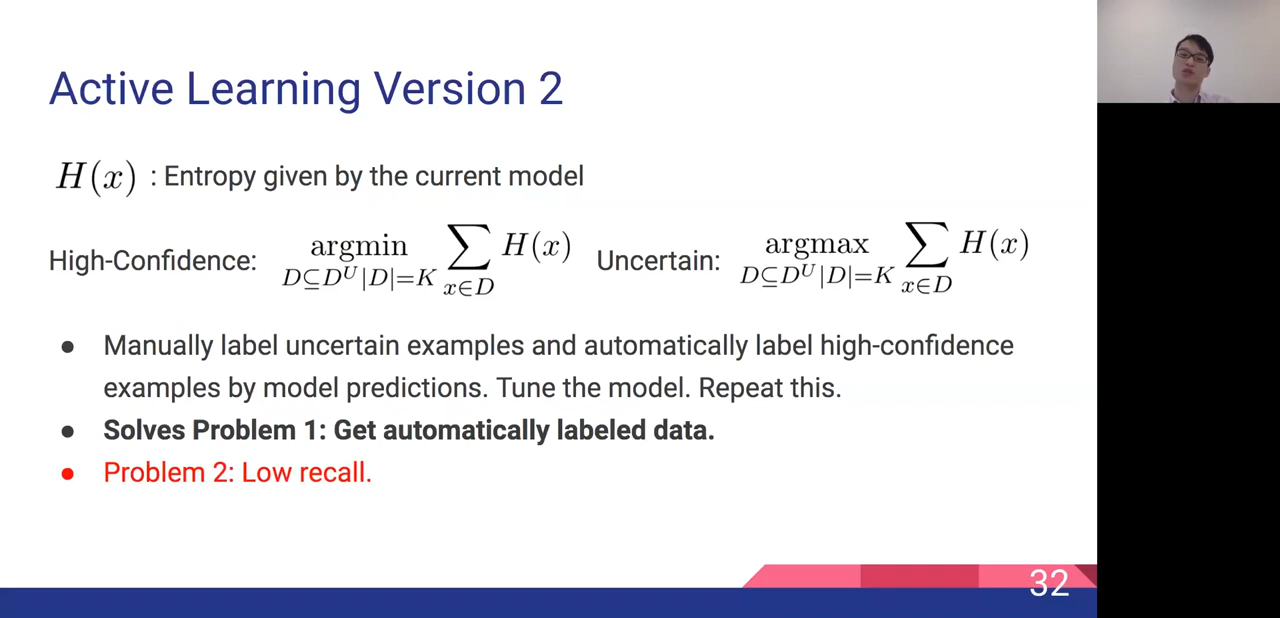 Active Learning Version 2
H(x) : Entropy given by the current model
High-Confidence: argmin D⊆D^U |D|=K ∑ x∈D H(x) Uncertain: argmax D⊆D^U |D|=K ∑ x∈D H(x)
● Manually label uncertain examples and automatically label high-confidence
examples by model predictions. Tune the model. Repeat this.
● Solves Problem 1: Get automatically labeled data.
● Problem 2: Low recall.
32